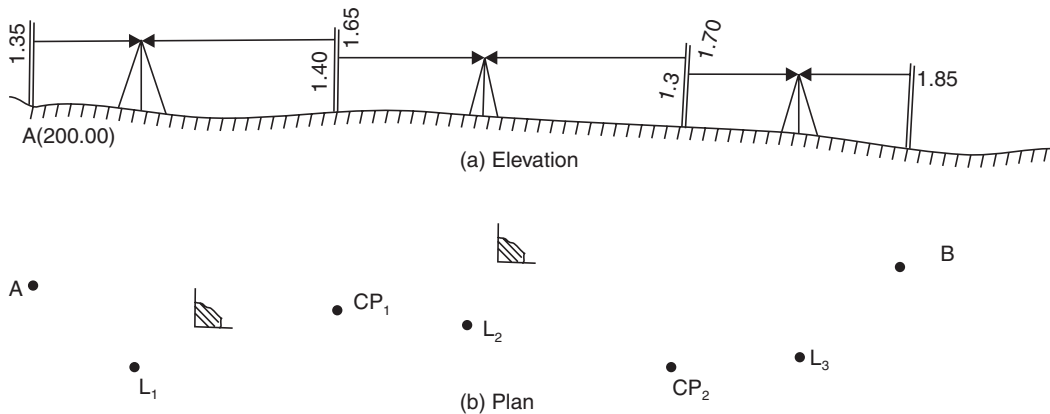 1.35
1.65
1.40
1.70
1.3
1.85
A(200.00)
(a) Elevation
A
CP₁
L₁
L₂
B
CP₂
L₃
(b) Plan